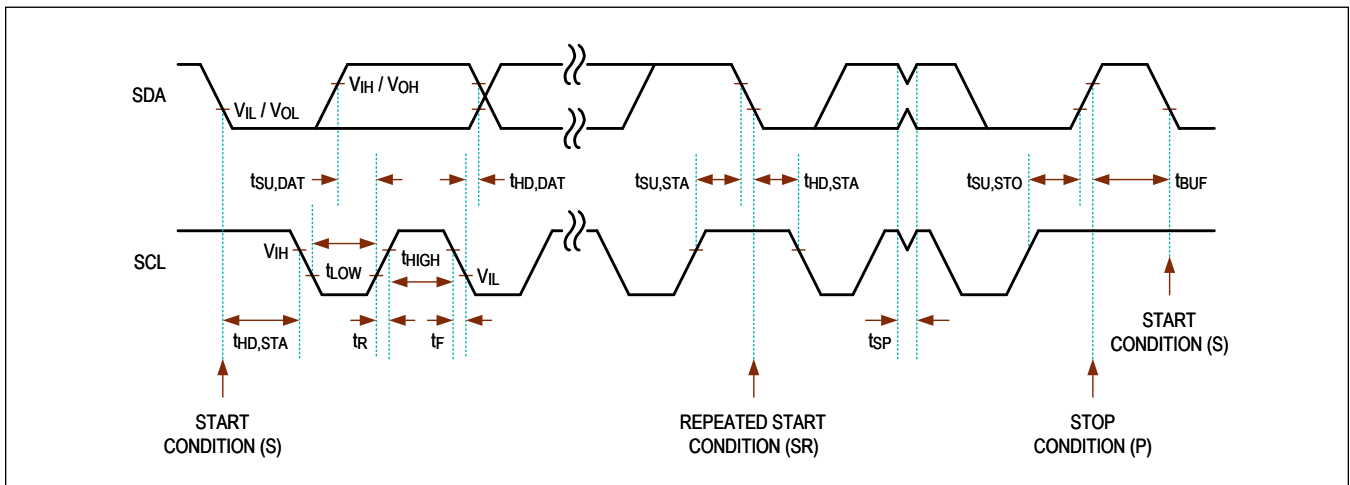 SDA
VIL / VOL
VIH / VOH
tSU,DAT
tHD,DAT
tSU,STA
tHD,STA
tSU,STO
tBUF
SCL
VIH
tLOW
tHIGH
VIL
tHD,STA
tR
tF
tSP
START
CONDITION (S)
START
CONDITION (S)
REPEATED START
CONDITION (SR)
STOP
CONDITION (P)